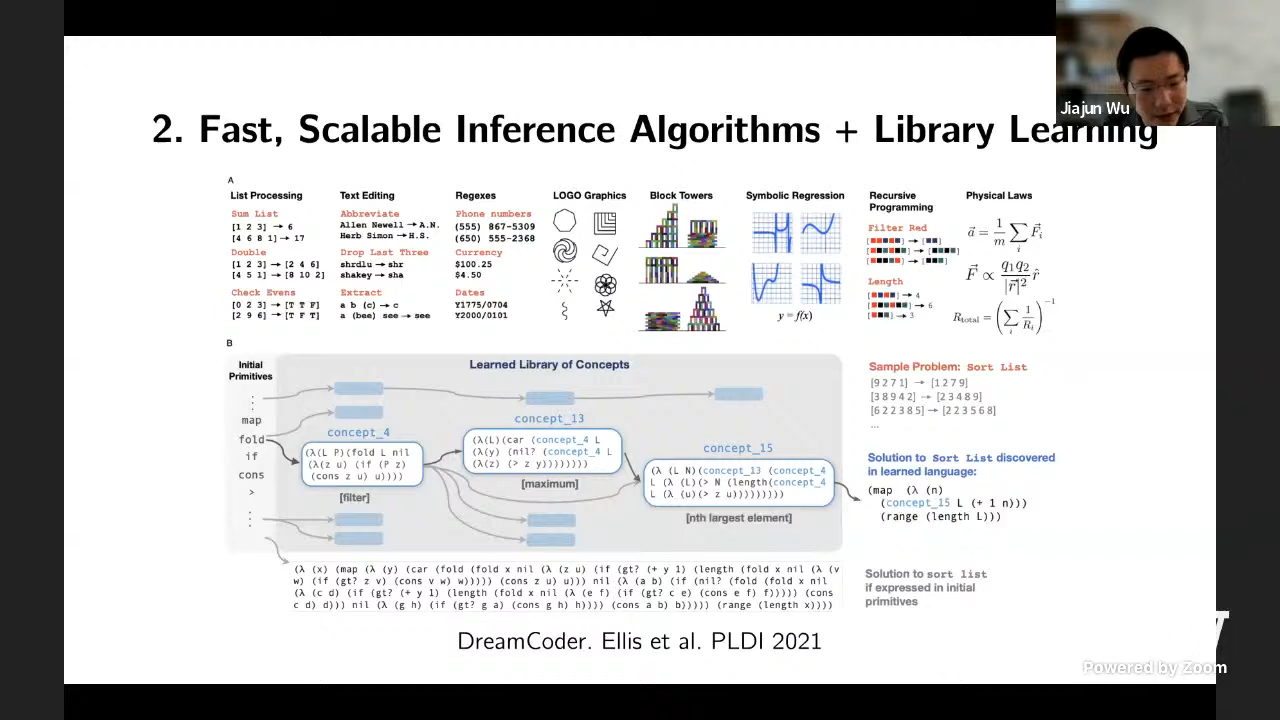 Jiajun Wu
2. Fast, Scalable Inference Algorithms + Library Learning
A
List Processing
Sum List
[1 2 3] → 6
[4 6 8 1] → 17
Double
[1 2 3] → [2 4 6]
[4 5 1] → [8 10 2]
Check Evens
[0 2 3] → [T T F]
[2 9 6] → [T F T]
Text Editing
Abbreviate
Allen Newell → A.N.
Herb Simon → H.S.
Drop Last Three
shrdlu → shr
shakey → sha
Extract
a b (c) → c
a (bee) see → see
Regexes
Phone numbers
(555) 867-5309
(650) 555-2368
Currency
$100.25
$4.50
Dates
Y1775/0704
Y2000/0101
LOGO Graphics
Block Towers
Symbolic Regression
y = f(x)
Recursive
Programming
Filter Red
[ ] → [ ]
[ ] → [ ]
[ ] → [ ]
Length
[ ] → 4
[ ] → 6
[ ] → 3
Physical Laws
a⃗ = 1/m ∑ᵢ F⃗ᵢ
F⃗ ∝ q₁q₂/|r⃗|² r̂
R_total = (∑ᵢ 1/Rᵢ)⁻¹
B
Initial
Primitives
⋮
map
fold
if
cons
>
⋮
Learned Library of Concepts
concept_4
(λ(L P)(fold L nil
(λ(z u) (if (P z)
(cons z u) u))))
[filter]
concept_13
(λ(L)(car (concept_4 L
(λ(y) (nil? (concept_4 L
(λ(z) (> z y))))))))
[maximum]
concept_15
(λ (L N)(concept_13 (concept_4
L (λ (L)(> N (length(concept_4
L (λ (u)(> z u)))))))))
[nth largest element]
Sample Problem: Sort List
[9 2 7 1] → [1 2 7 9]
[3 8 9 4 2] → [2 3 4 8 9]
[6 2 2 3 8 5] → [2 2 3 5 6 8]
...
Solution to Sort List discovered
in learned language:
(map (λ (n)
(concept_15 L (+ 1 n)))
(range (length L)))
(λ (x) (map (λ (y) (car (fold (fold x nil (λ (z u) (if (gt? (+ y 1) (length (fold x nil (λ (v
w) (if (gt? z v) (cons v w) w))))) (cons z u) u))) nil (λ (a b) (if (nil? (fold (fold x nil
(λ (c d) (if (gt? (+ y 1) (length (fold x nil (λ (e f) (if (gt? c e) (cons e f) f))))) (cons
c d) d))) nil (λ (g h) (if (gt? g a) (cons g h) h)))) (cons a b) b))))) (range (length x))))
Solution to sort list
if expressed in initial
primitives
DreamCoder. Ellis et al. PLDI 2021
Powered by Zoom